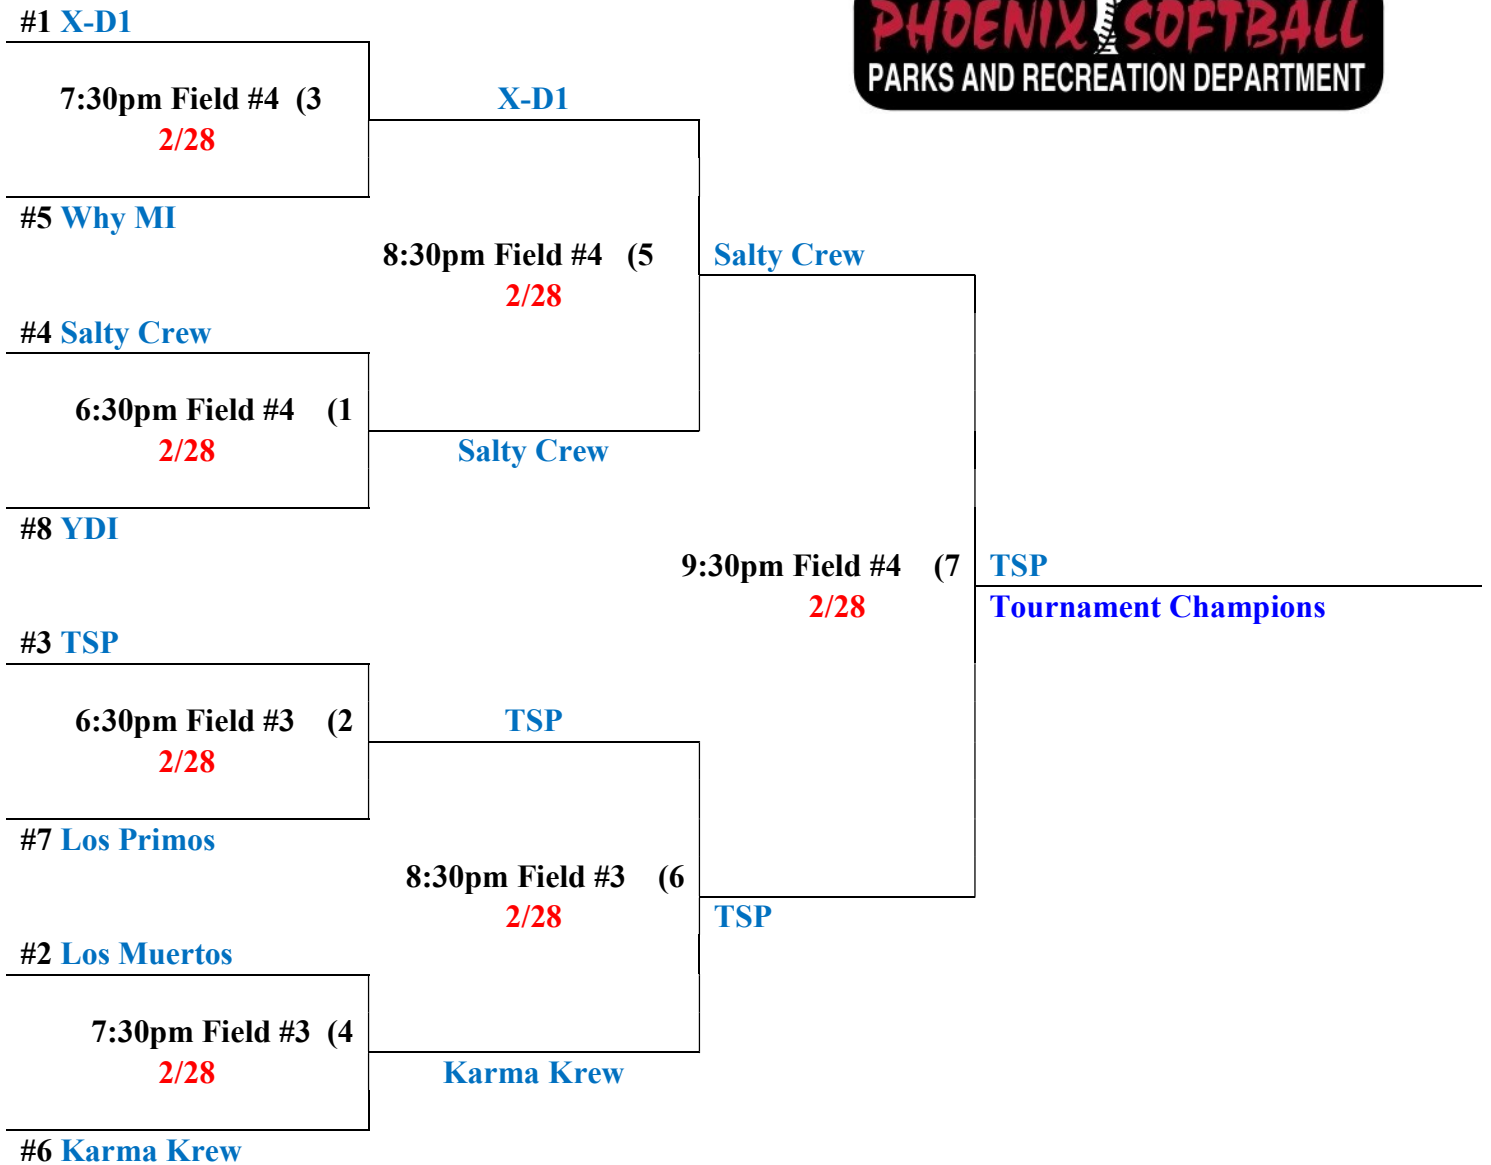 #1 X-D1
PHOENIX SOFTBALL
PARKS AND RECREATION DEPARTMENT
7:30pm Field #4 (3
2/28
X-D1
#5 Why MI
8:30pm Field #4 (5
2/28
Salty Crew
#4 Salty Crew
6:30pm Field #4 (1
2/28
Salty Crew
#8 YDI
9:30pm Field #4 (7
2/28
TSP
Tournament Champions
#3 TSP
6:30pm Field #3 (2
2/28
TSP
#7 Los Primos
8:30pm Field #3 (6
2/28
TSP
#2 Los Muertos
7:30pm Field #3 (4
2/28
Karma Krew
#6 Karma Krew